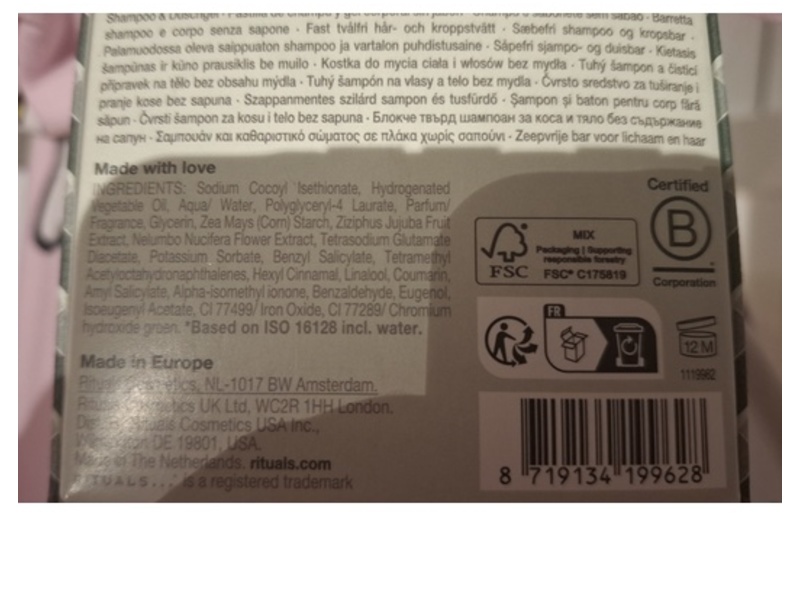 Shampoo & Duschgel · Pastilla de champú y gel corporal sin jabón · Champô e sabonete sem sabão · Barretta
shampoo e corpo senza sapone · Fast tvålfri hår- och kroppstvätt · Sæbefri shampoo og kropsbar ·
Palamuodossa oleva saippuaton shampoo ja vartalon puhdistusaine · Såpefri sjampo- og dusjbar · Kietasis
šampūnas ir kūno prausiklis be muilo · Kostka do mycia ciała i włosów bez mydła · Tuhý šampon a čisticí
přípravek na tělo bez obsahu mýdla · Tuhý šampón na vlasy a telo bez mydla · Čvrsto sredstvo za tuširanje i
pranje kose bez sapuna · Szappanmentes szilárd sampon és tusfürdő · Șampon și baton pentru corp fără
săpun · Čvrsti šampon za kosu i telo bez sapuna · Блокче твърд шампоан за коса и тяло без съдържание
на сапун · Σαμπουάν και καθαριστικό σώματος σε πλάκα χωρίς σαπούνι · Zeepvrije bar voor lichaam en haar
Made with love
INGREDIENTS: Sodium Cocoyl Isethionate, Hydrogenated
Vegetable Oil, Aqua/ Water, Polyglyceryl-4 Laurate, Parfum/
Fragrance, Glycerin, Zea Mays (Corn) Starch, Ziziphus Jujuba Fruit
Extract, Nelumbo Nucifera Flower Extract, Tetrasodium Glutamate
Diacetate, Potassium Sorbate, Benzyl Salicylate, Tetramethyl
Acetyloctahydronaphthalenes, Hexyl Cinnamal, Linalool, Coumarin,
Amyl Salicylate, Alpha-isomethyl ionone, Benzaldehyde, Eugenol,
Isoeugenyl Acetate, CI 77499/ Iron Oxide, CI 77289/ Chromium
hydroxide green. *Based on ISO 16128 incl. water.
Made in Europe
Rituals Cosmetics, NL-1017 BW Amsterdam.
Rituals Cosmetics UK Ltd, WC2R 1HH London.
Dist. Rituals Cosmetics USA Inc.,
Wilmington DE 19801, USA.
Made in The Netherlands. rituals.com
RITUALS... is a registered trademark
FSC
MIX
Packaging | Supporting
responsible forestry
FSC® C175819
Certified
B
Corporation
FR
12 M
1119962
8 719134 199628